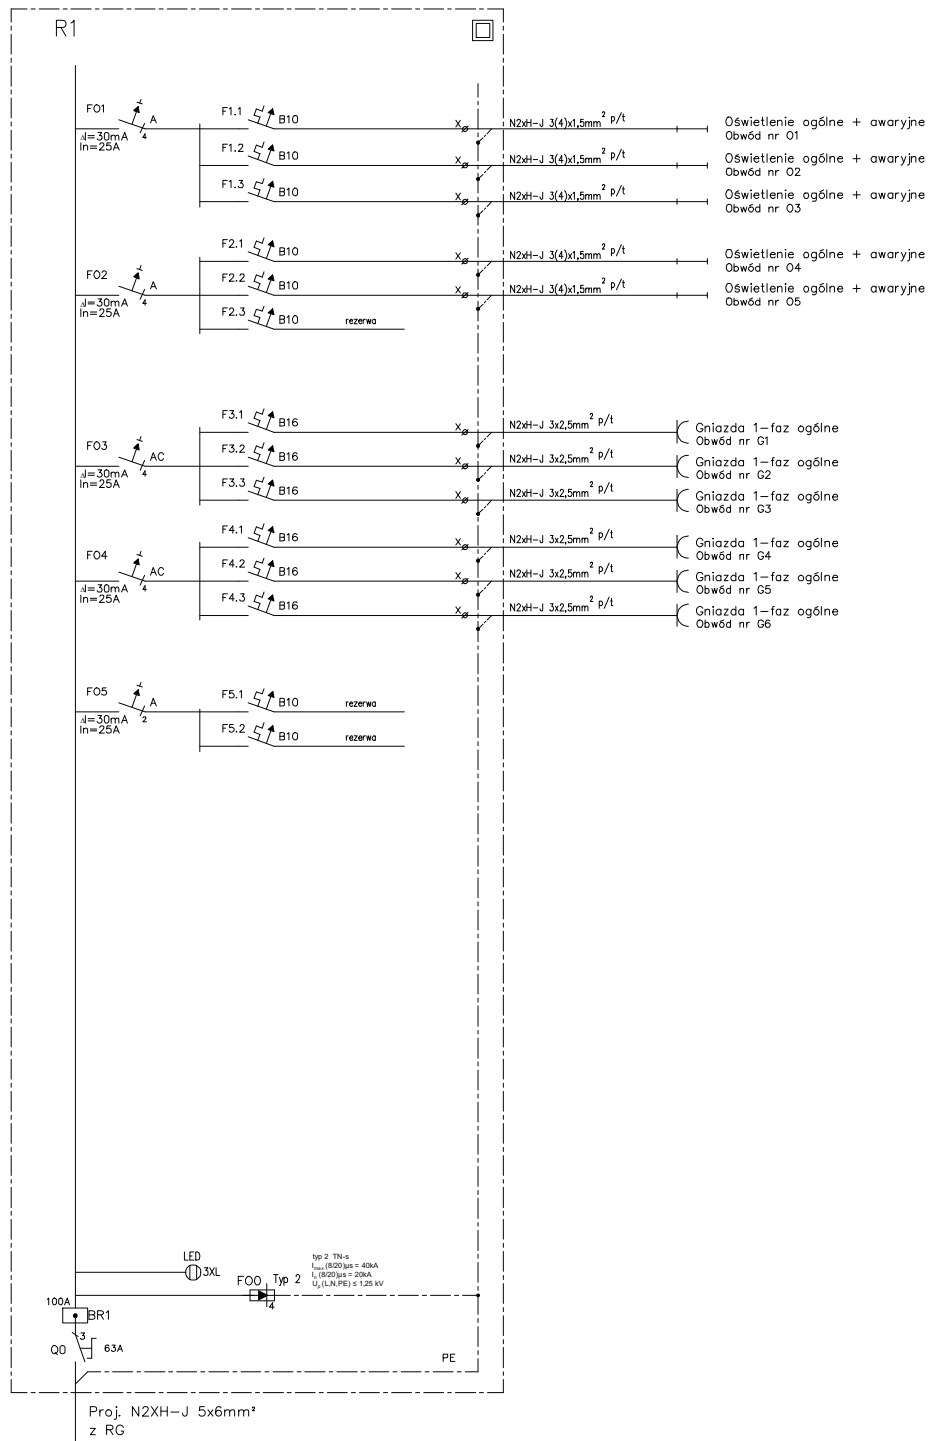 R1
F01
A
4
ΔI=30mA
In=25A
F1.1
B10
X
N2xH-J 3(4)x1,5mm² p/t
Oświetlenie ogólne + awaryjne
Obwód nr O1
F1.2
B10
X
N2xH-J 3(4)x1,5mm² p/t
Oświetlenie ogólne + awaryjne
Obwód nr O2
F1.3
B10
X
N2xH-J 3(4)x1,5mm² p/t
Oświetlenie ogólne + awaryjne
Obwód nr O3
F2.1
B10
X
N2xH-J 3(4)x1,5mm² p/t
Oświetlenie ogólne + awaryjne
Obwód nr O4
F02
A
4
ΔI=30mA
In=25A
F2.2
B10
X
N2xH-J 3(4)x1,5mm² p/t
Oświetlenie ogólne + awaryjne
Obwód nr O5
F2.3
B10
rezerwa
F3.1
B16
X
N2xH-J 3x2,5mm² p/t
Gniazda 1-faz ogólne
Obwód nr G1
F03
AC
4
ΔI=30mA
In=25A
F3.2
B16
X
N2xH-J 3x2,5mm² p/t
Gniazda 1-faz ogólne
Obwód nr G2
F3.3
B16
X
N2xH-J 3x2,5mm² p/t
Gniazda 1-faz ogólne
Obwód nr G3
F4.1
B16
X
N2xH-J 3x2,5mm² p/t
Gniazda 1-faz ogólne
Obwód nr G4
F04
AC
4
ΔI=30mA
In=25A
F4.2
B16
X
N2xH-J 3x2,5mm² p/t
Gniazda 1-faz ogólne
Obwód nr G5
F4.3
B16
X
N2xH-J 3x2,5mm² p/t
Gniazda 1-faz ogólne
Obwód nr G6
F05
A
2
ΔI=30mA
In=25A
F5.1
B10
rezerwa
F5.2
B10
rezerwa
LED
3XL
typ 2 TN-s
Imax (8/20)µs = 40kA
In (8/20)µs = 20kA
Up (L,N,PE) ≤ 1,25 kV
F00
Typ 2
4
100A
BR1
3
Q0
63A
PE
Proj. N2XH-J 5x6mm²
z RG